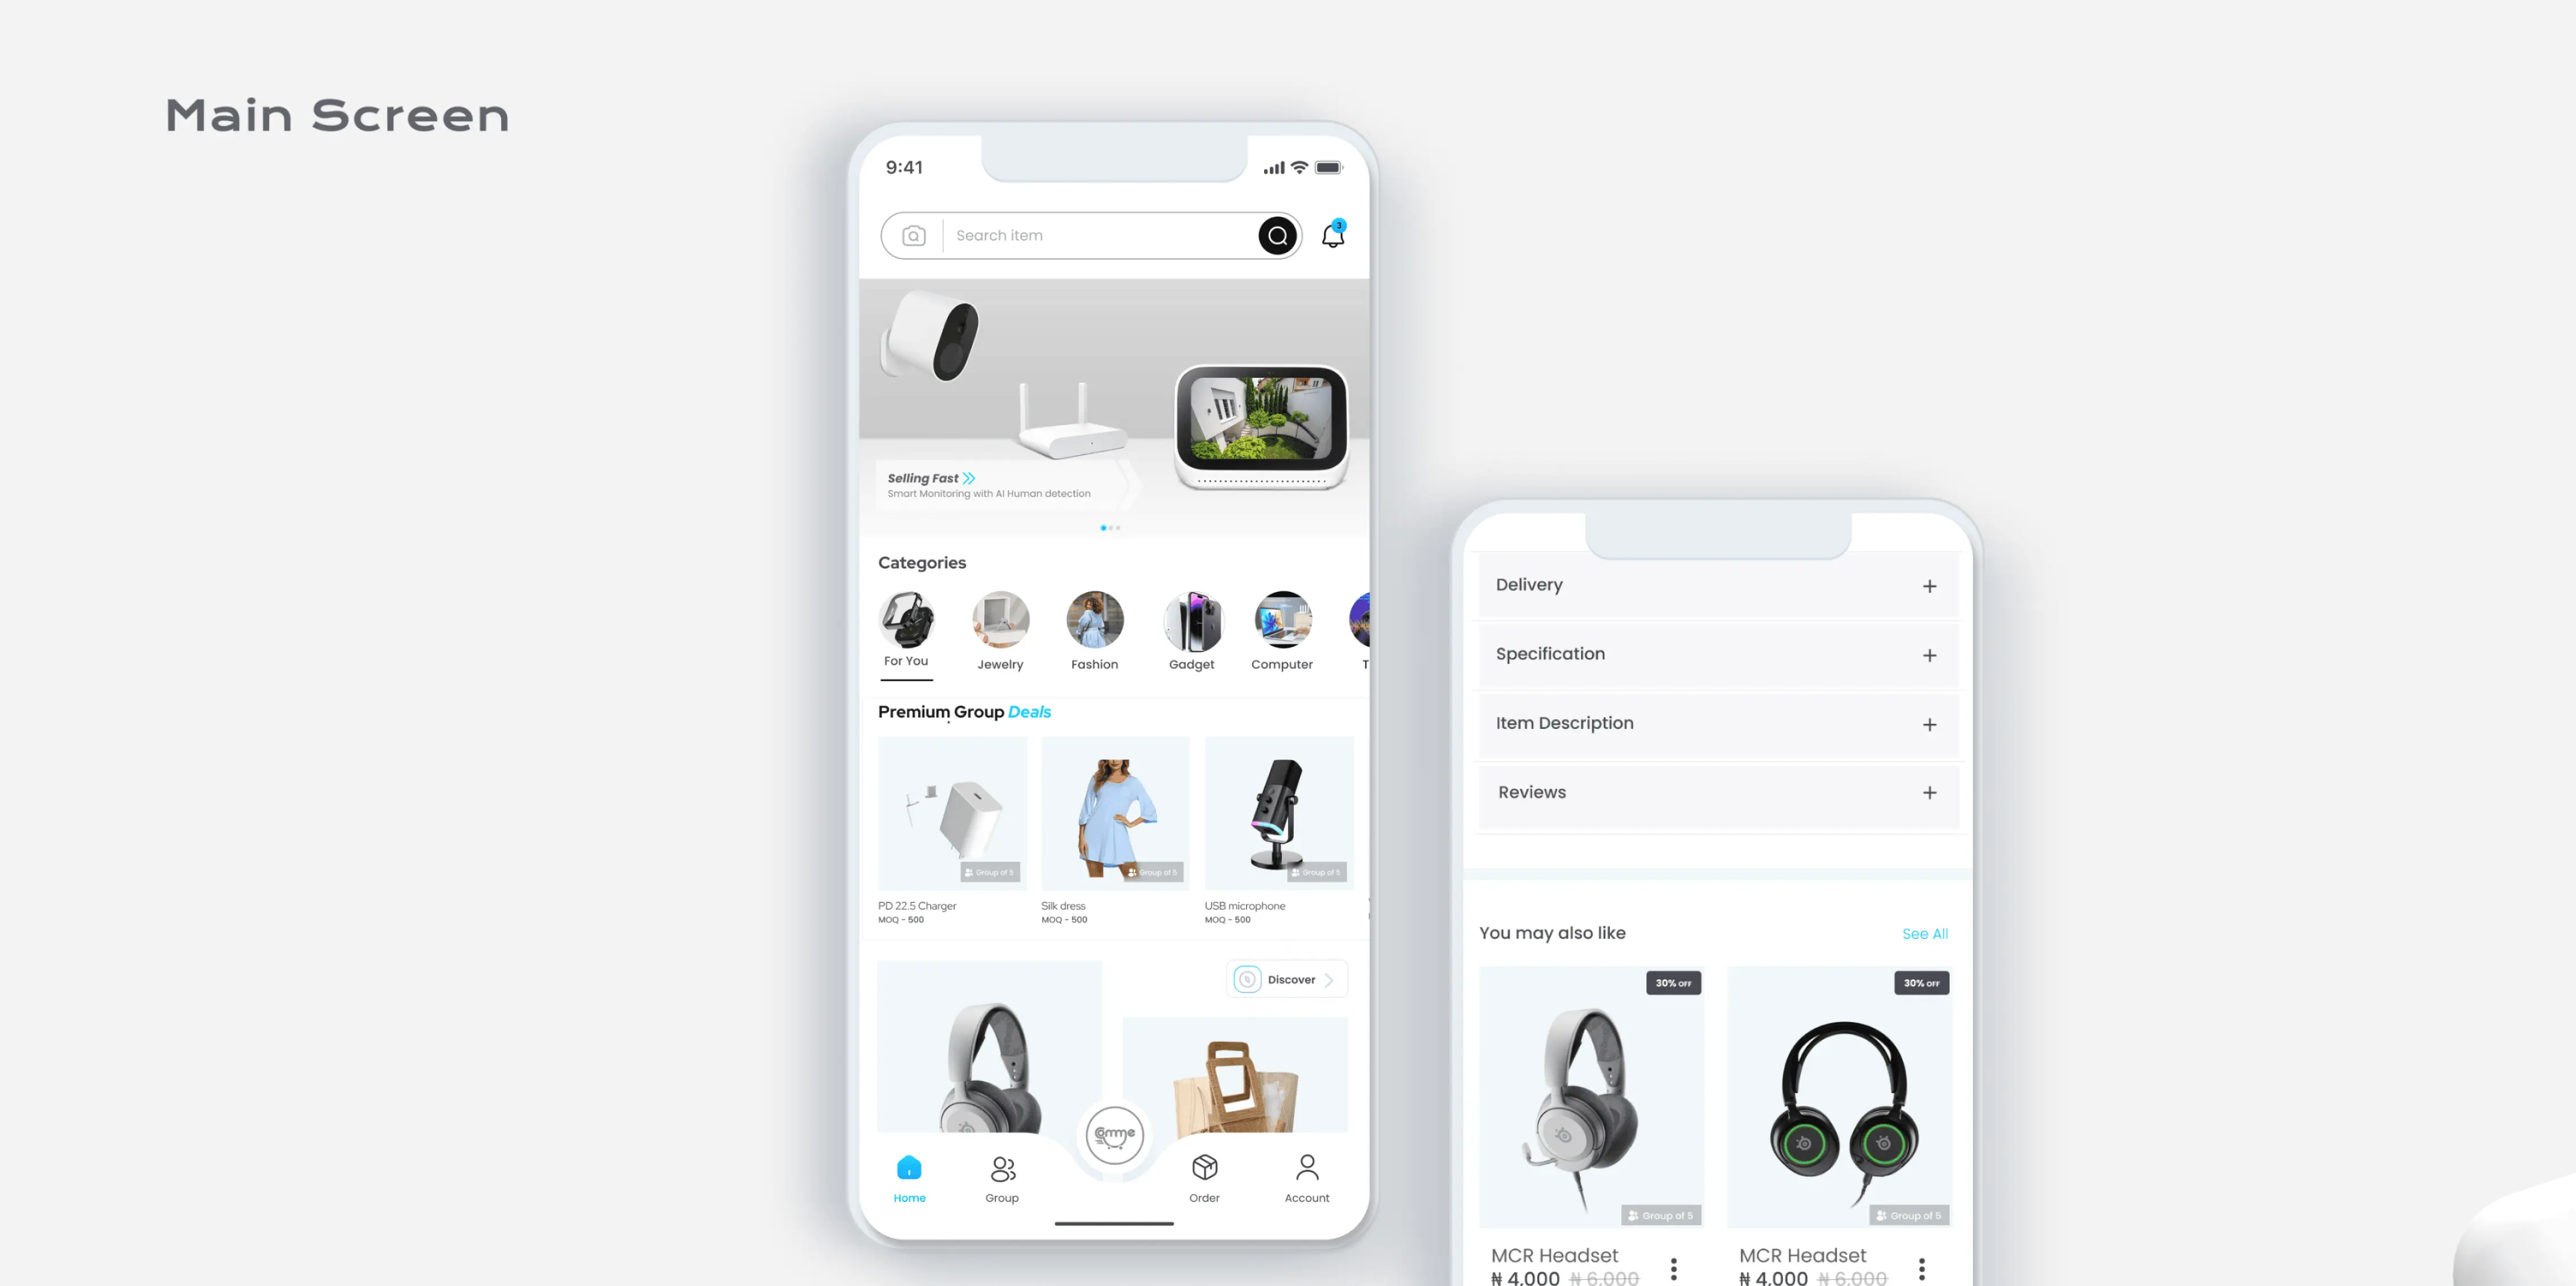 Main Screen
9:41
Search item
3
Selling Fast
Smart Monitoring with AI Human detection
Categories
For You
Jewelry
Fashion
Gadget
Computer
T
Premium Group Deals
Group of 5
Group of 5
Group of 5
PD 22.5 Charger
MOQ - 500
Silk dress
MOQ - 500
USB microphone
MOQ - 500
Discover
Comme
Home
Group
Order
Account
Delivery
+
Specification
+
Item Description
+
Reviews
+
You may also like
See All
30% OFF
30% OFF
Group of 5
Group of 5
MCR Headset
₦ 4,000 ₦ 6,000
MCR Headset
₦ 4,000 ₦ 6,000